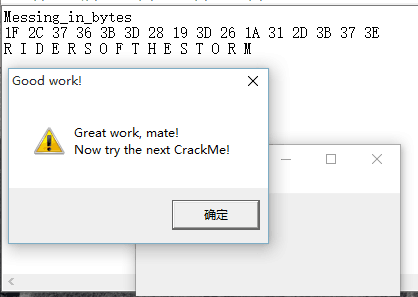 Messing_in_bytes
1F 2C 37 36 3B 3D 28 19 3D 26 1A 31 2D 3B 37 3E
R I D E R S O F T H E S T O R M
Good work!
Great work, mate!
Now try the next CrackMe!
确定